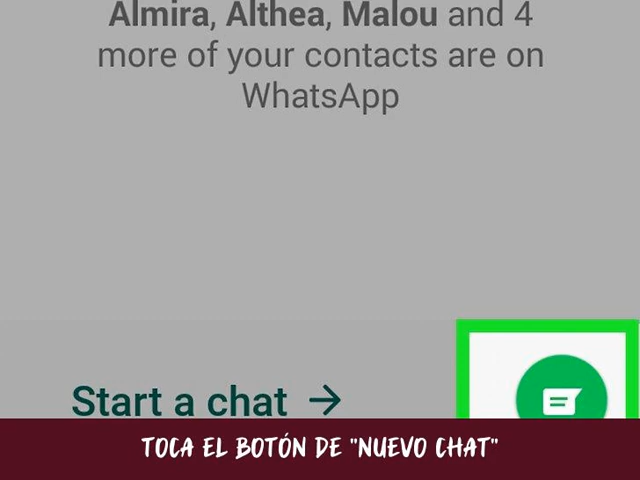 Almira, Althea, Malou and 4
more of your contacts are on
WhatsApp
Start a chat →
TOCA EL BOTÓN DE "NUEVO CHAT"